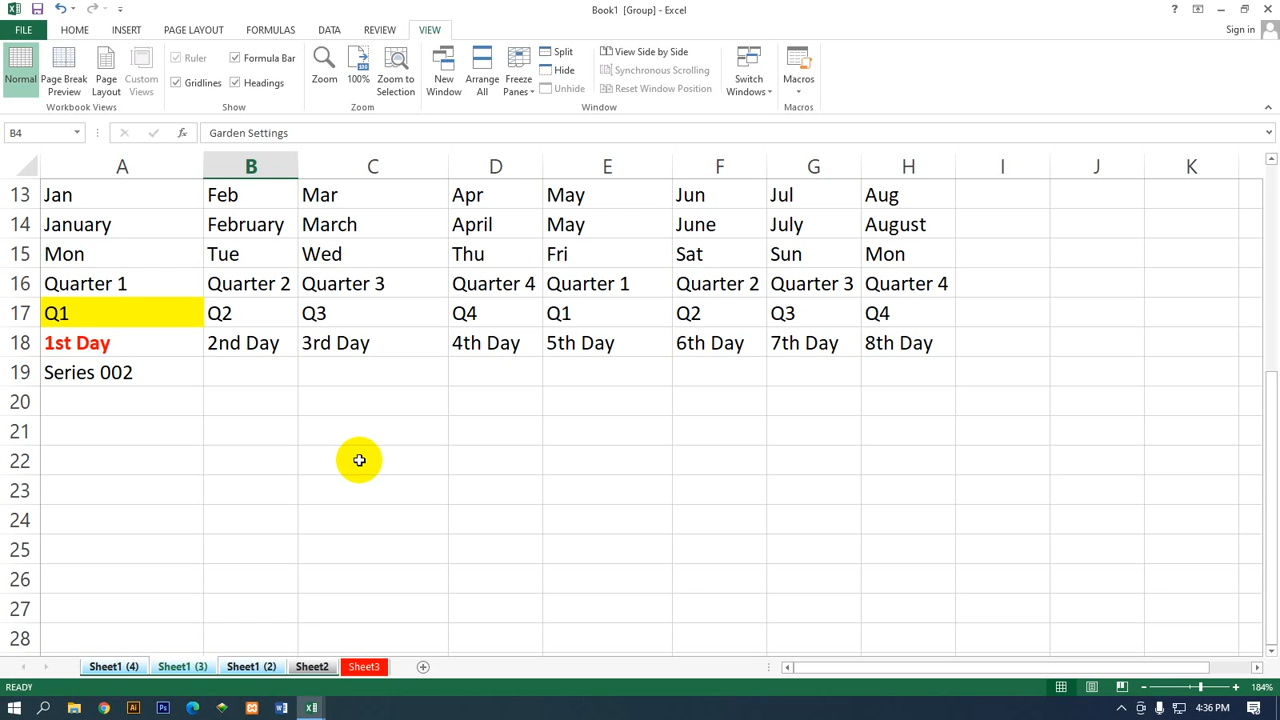 Book1 [Group] - Excel
FILE HOME INSERT PAGE LAYOUT FORMULAS DATA REVIEW VIEW Sign in
Normal Page Break Preview Page Layout Custom Views
Workbook Views
Ruler Formula Bar
Gridlines Headings
Show
Zoom 100% Zoom to Selection
Zoom
New Window Arrange All Freeze Panes
Split
Hide
Unhide
View Side by Side
Synchronous Scrolling
Reset Window Position
Window
Switch Windows
Macros
Macros
B4 fx Garden Settings
A B C D E F G H I J K
13 Jan Feb Mar Apr May Jun Jul Aug
14 January February March April May June July August
15 Mon Tue Wed Thu Fri Sat Sun Mon
16 Quarter 1 Quarter 2 Quarter 3 Quarter 4 Quarter 1 Quarter 2 Quarter 3 Quarter 4
17 Q1 Q2 Q3 Q4 Q1 Q2 Q3 Q4
18 1st Day 2nd Day 3rd Day 4th Day 5th Day 6th Day 7th Day 8th Day
19 Series 002
20
21
22
23
24
25
26
27
28
Sheet1 (4) Sheet1 (3) Sheet1 (2) Sheet2 Sheet3
READY 184%
4:36 PM